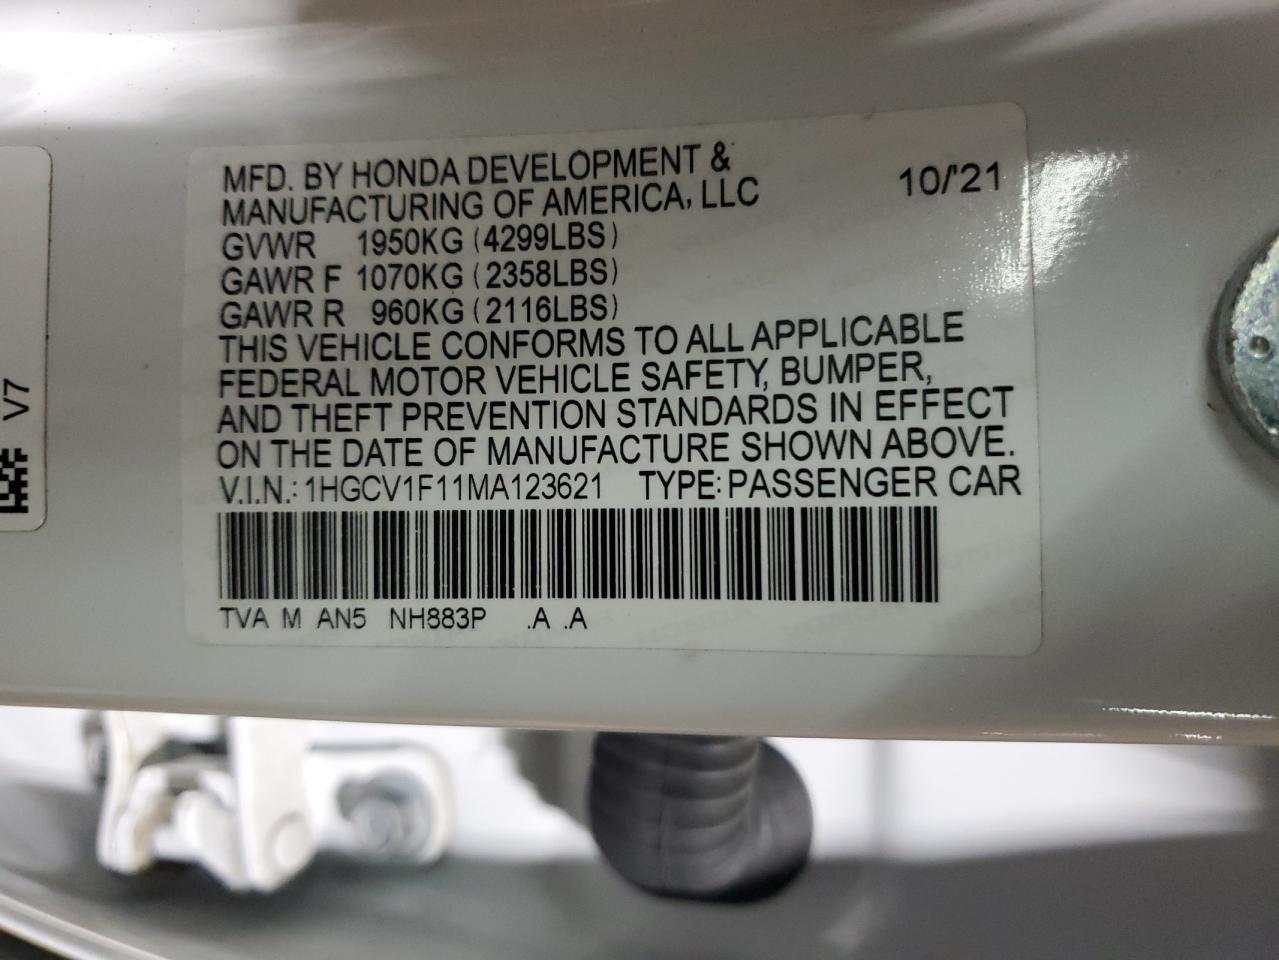 MFD. BY HONDA DEVELOPMENT &
MANUFACTURING OF AMERICA, LLC
10/'21
GVWR 1950KG (4299LBS)
GAWR F 1070KG (2358LBS)
GAWR R 960KG (2116LBS)
THIS VEHICLE CONFORMS TO ALL APPLICABLE
FEDERAL MOTOR VEHICLE SAFETY, BUMPER,
AND THEFT PREVENTION STANDARDS IN EFFECT
ON THE DATE OF MANUFACTURE SHOWN ABOVE.
V.I.N.: 1HGCV1F11MA123621 TYPE: PASSENGER CAR
TVA M AN5 NH883P .A .A
V7